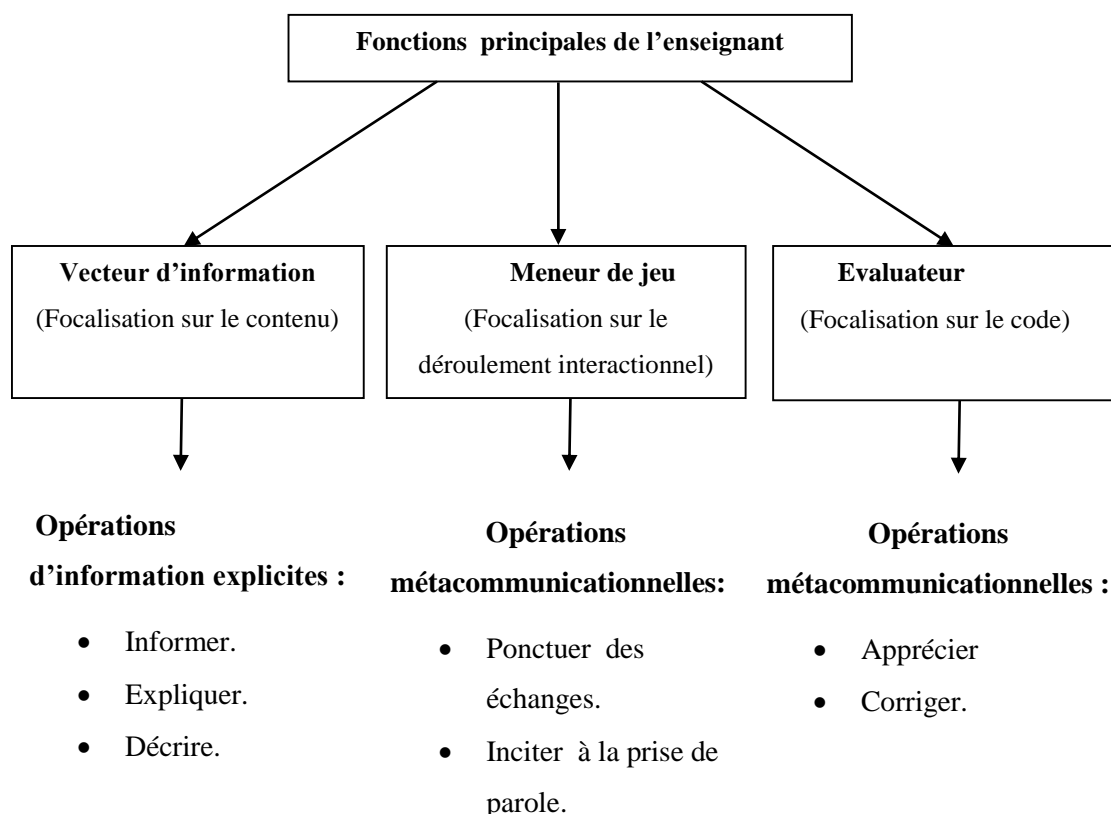 Fonctions principales de l’enseignant
Vecteur d’information
(Focalisation sur le contenu)
Meneur de jeu
(Focalisation sur le
déroulement interactionnel)
Evaluateur
(Focalisation sur le code)
Opérations
d’information explicites :
• Informer.
• Expliquer.
• Décrire.
Opérations
métacommunicationnelles:
• Ponctuer des
échanges.
• Inciter à la prise de
parole.
Opérations
métacommunicationnelles :
• Apprécier
• Corriger.